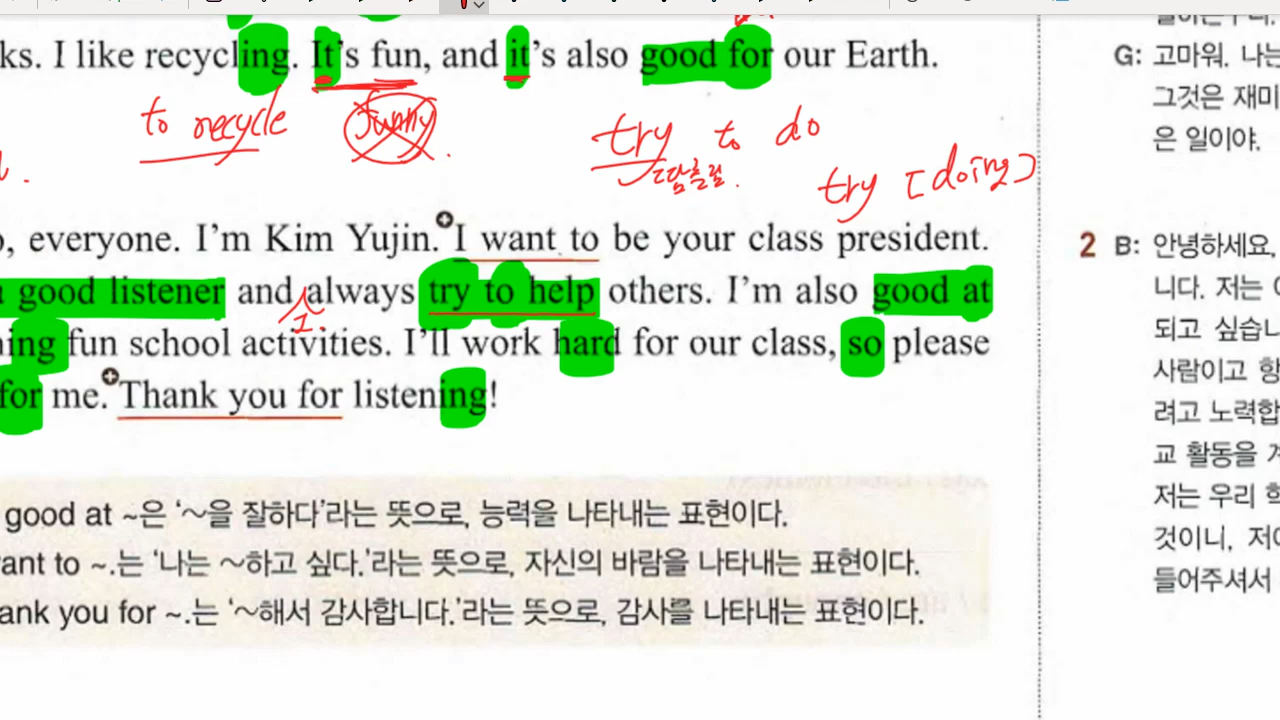 ks. I like recycling. It's fun, and it's also good for our Earth.
to recycle
funny
try to do
땀흘릴.
try [doing]
, everyone. I'm Kim Yujin. I want to be your class president.
good listener and always try to help others. I'm also good at
I.
ing fun school activities. I'll work hard for our class, so please
for me. Thank you for listening!
good at ~은 '~을 잘하다'라는 뜻으로, 능력을 나타내는 표현이다.
ant to ~.는 '나는 ~하고 싶다.'라는 뜻으로, 자신의 바람을 나타내는 표현이다.
ank you for ~.는 '~해서 감사합니다.'라는 뜻으로, 감사를 나타내는 표현이다.
G: 고마워. 나는
그것은 재미
은 일이야.
2 B: 안녕하세요,
니다. 저는
되고 싶습니
사람이고 항
려고 노력합
교 활동을
저는 우리
것이니, 저
들어주셔서